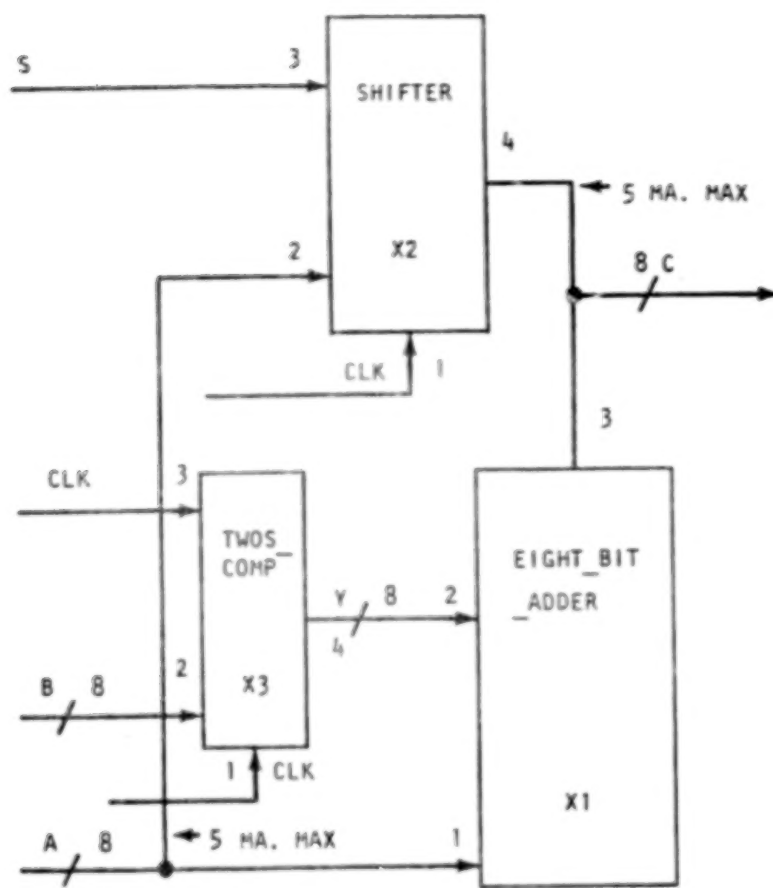 S
3
SHIFTER
4
5 MA. MAX
2
X2
8 C
CLK
1
3
CLK
3
TWOS_
COMP
EIGHT_BIT
_ADDER
Y
8
2
4
2
B
8
X3
1
CLK
X1
A
8
5 MA. MAX
1